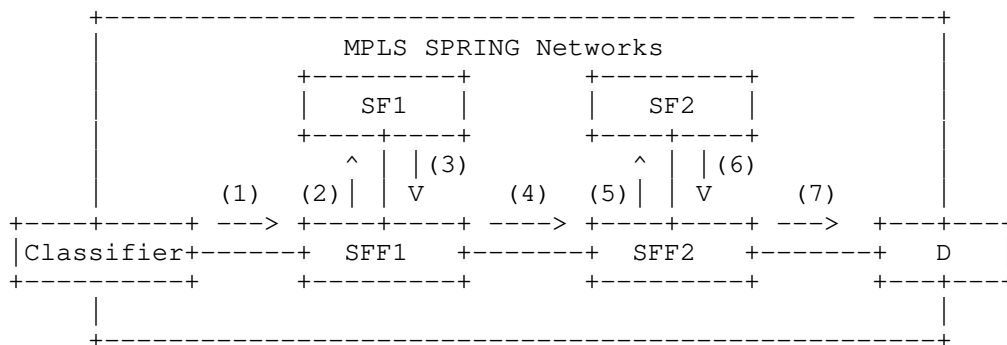 MPLS SPRING Networks
SF1 SF2
(3) (6)
(1) (2) V (4) (5) V (7)
Classifier SFF1 SFF2 D